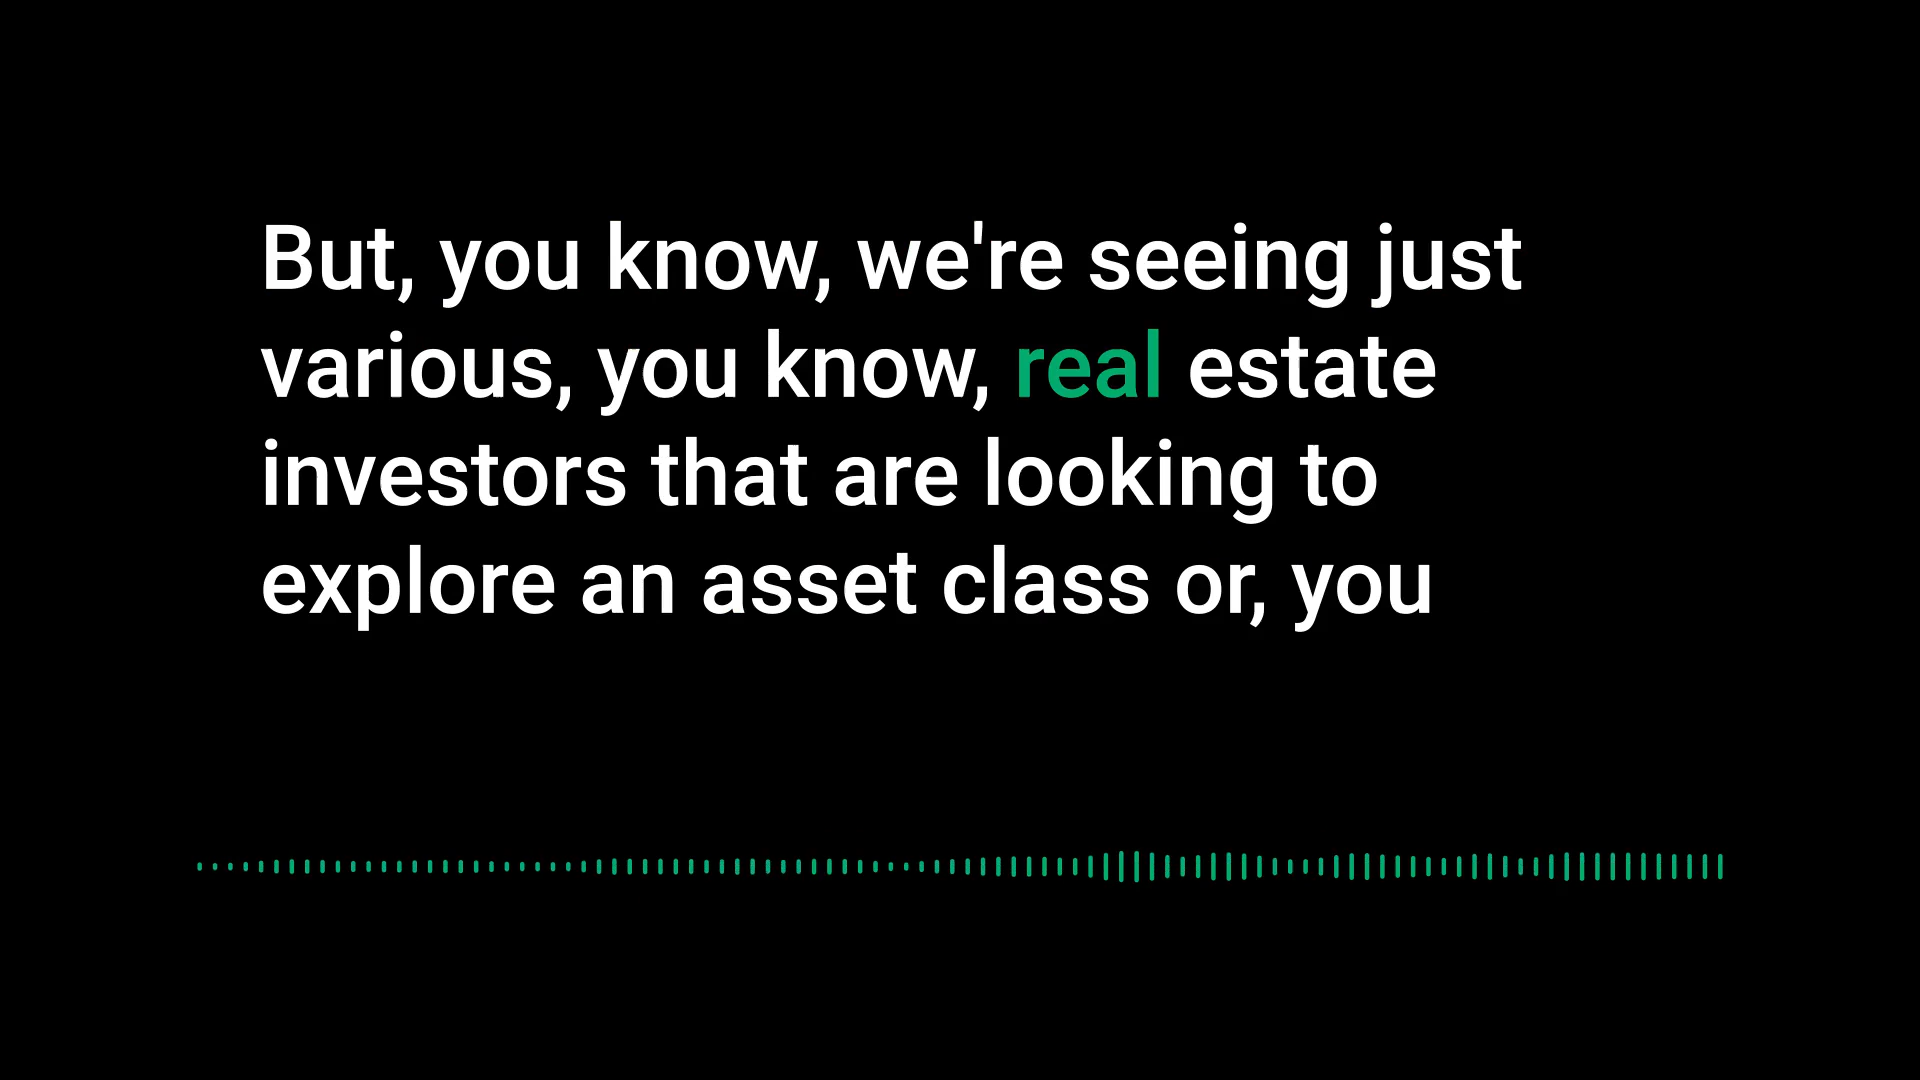 But, you know, we're seeing just
various, you know, real estate
investors that are looking to
explore an asset class or, you